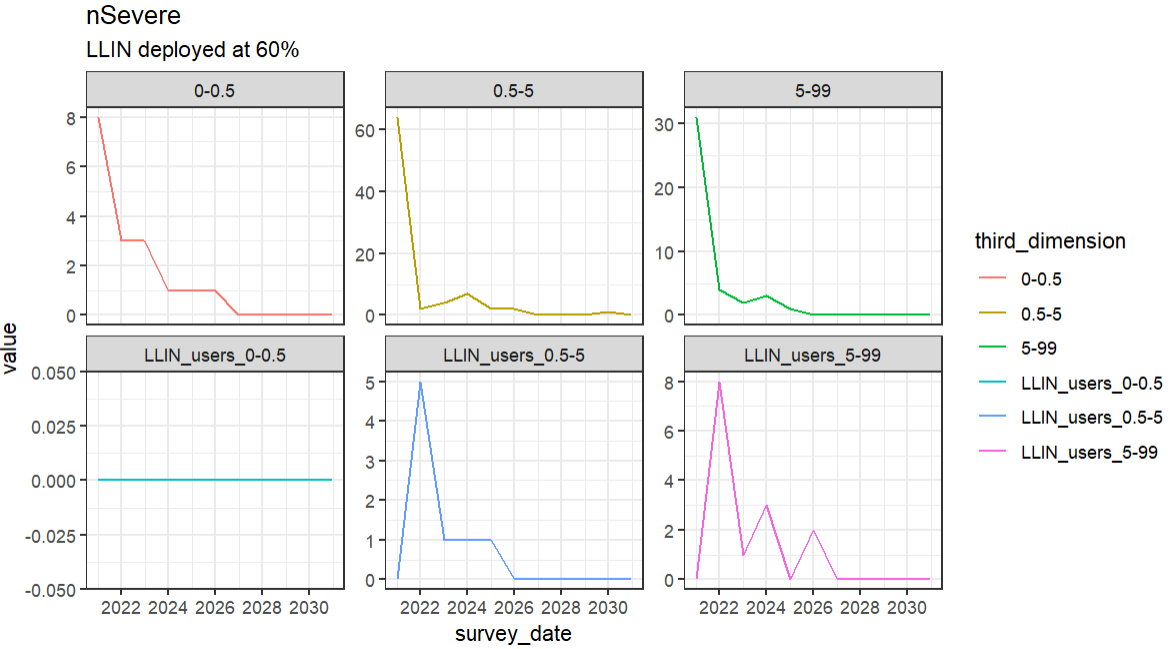 nSevere
LLIN deployed at 60%
0-0.5
0.5-5
5-99
8
6
4
2
0
60
40
20
0
30
20
10
0
value
LLIN_users_0-0.5
LLIN_users_0.5-5
LLIN_users_5-99
0.050
0.025
0.000
-0.025
-0.050
5
4
3
2
1
0
8
6
4
2
0
2022 2024 2026 2028 2030
2022 2024 2026 2028 2030
2022 2024 2026 2028 2030
survey_date
third_dimension
0-0.5
0.5-5
5-99
LLIN_users_0-0.5
LLIN_users_0.5-5
LLIN_users_5-99